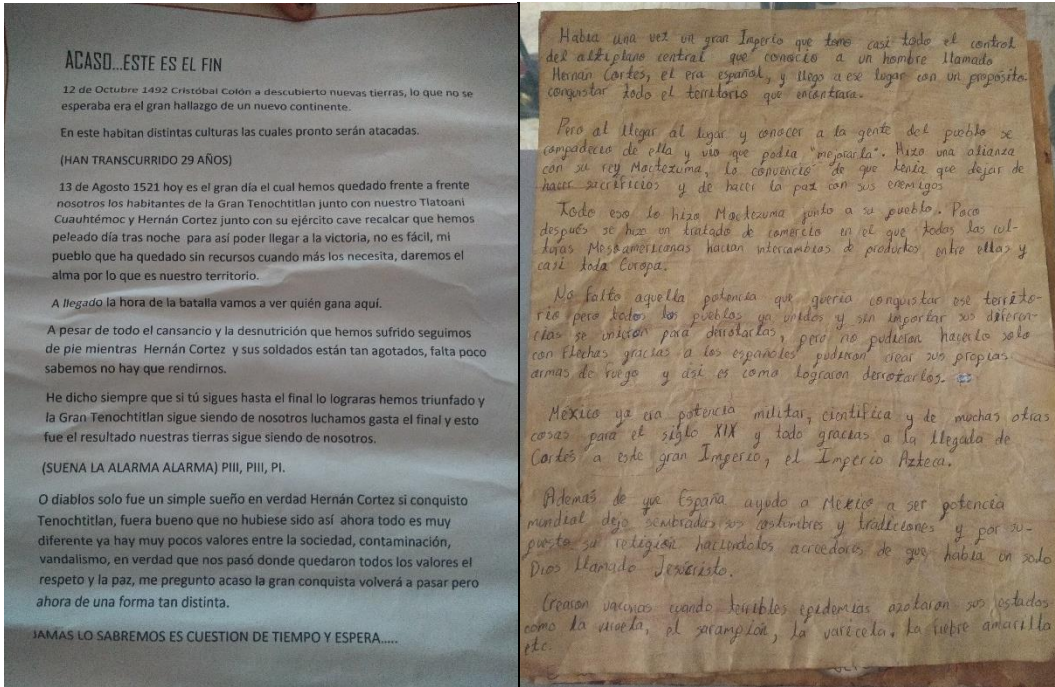 ACASO...ESTE ES EL FIN
12 de Octubre 1492 Cristóbal Colón a descubierto nuevas tierras, lo que no se
esperaba era el gran hallazgo de un nuevo continente.
En este habitan distintas culturas las cuales pronto serán atacadas.
(HAN TRANSCURRIDO 29 AÑOS)
13 de Agosto 1521 hoy es el gran día el cual hemos quedado frente a frente
nosotros los habitantes de la Gran Tenochtitlan junto con nuestro Tlatoani
Cuauhtémoc y Hernán Cortez junto con su ejército cave recalcar que hemos
peleado día tras noche para así poder llegar a la victoria, no es fácil, mi
pueblo que ha quedado sin recursos cuando más los necesita, daremos el
alma por lo que es nuestro territorio.
A llegado la hora de la batalla vamos a ver quién gana aquí.
A pesar de todo el cansancio y la desnutrición que hemos sufrido seguimos
de pie mientras Hernán Cortez y sus soldados están tan agotados, falta poco
sabemos no hay que rendirnos.
He dicho siempre que si tú sigues hasta el final lo lograras hemos triunfado y
la Gran Tenochtitlan sigue siendo de nosotros luchamos gasta el final y esto
fue el resultado nuestras tierras sigue siendo de nosotros.
(SUENA LA ALARMA ALARMA) PIII, PIII, PI.
O diablos solo fue un simple sueño en verdad Hernán Cortez si conquisto
Tenochtitlan, fuera bueno que no hubiese sido así ahora todo es muy
diferente ya hay muy pocos valores entre la sociedad, contaminación,
vandalismo, en verdad que nos pasó donde quedaron todos los valores el
respeto y la paz, me pregunto acaso la gran conquista volverá a pasar pero
ahora de una forma tan distinta.
JAMAS LO SABREMOS ES CUESTION DE TIEMPO Y ESPERA.....
Habia una vez un gran Imperio que tomo casi todo el control
del altiplano central que conocio a un hombre llamado
Hernán Cortés, el era español, y llego a ese lugar con un propósito
conquistar todo el territorio que encontrara.
Pero al llegar al lugar y conocer a la gente del pueblo se
compadecio de ella y vio que podia "mejorarla". Hizo una alianza
con su rey Moctezuma, lo convencio de que tenia que dejar de
hacer sacrificios y de hacer la paz con sus enemigos
Todo eso lo hizo Moctezuma junto a su pueblo. Poco
después se hizo un tratado de comercio en el que todas las cul-
turas Mesoamericanas hacian intercambios de productos entre ellas y
casi toda Europa.
No falto aquella potencia que queria conquistar ese territo-
rio pero todos los pueblos ya unidos y sin importar sus diferen-
cias se unieron para derrotarlas, pero no pudieron hacerlo solo
con flechas gracias a los españoles pudieron crear sus propias
armas de fuego y asi es como lograron derrotarlos.
México ya era potencia militar, cientifica y de muchas otras
cosas para el siglo XIX y todo gracias a la llegada de
Cortés a este gran Imperio, el Imperio Azteca.
Además de que España ayudo a México a ser potencia
mundial dejo sembradas sus costumbres y tradiciones y por su-
puesto su religión haciendolos acreedores de que habia un solo
Dios llamado Jesucristo.
Crearon vacunas cuando terribles epidemias azotaron sus estados
como la viruela, el sarampión, la varicela, la fiebre amarilla
etc.